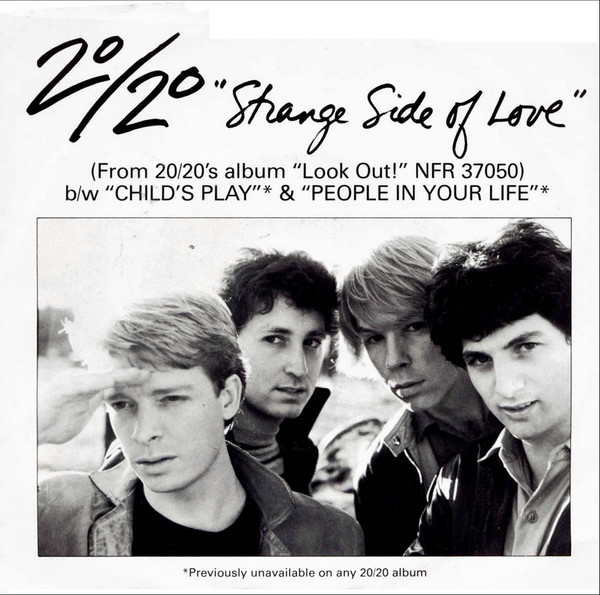 20/20 "Strange Side of Love"
(From 20/20's album "Look Out!" NFR 37050)
b/w "CHILD'S PLAY"* & "PEOPLE IN YOUR LIFE"*
*Previously unavailable on any 20/20 album